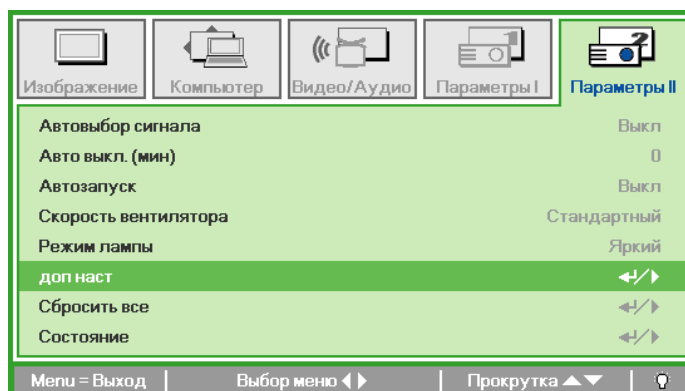 Изображение
Компьютер
Видео/Аудио
Параметры I
Параметры II
Автовыбор сигнала Выкл
Авто выкл. (мин) 0
Автозапуск Выкл
Скорость вентилятора Стандартный
Режим лампы Яркий
доп наст
Сбросить все
Состояние
Menu = Выход Выбор меню Прокрутка